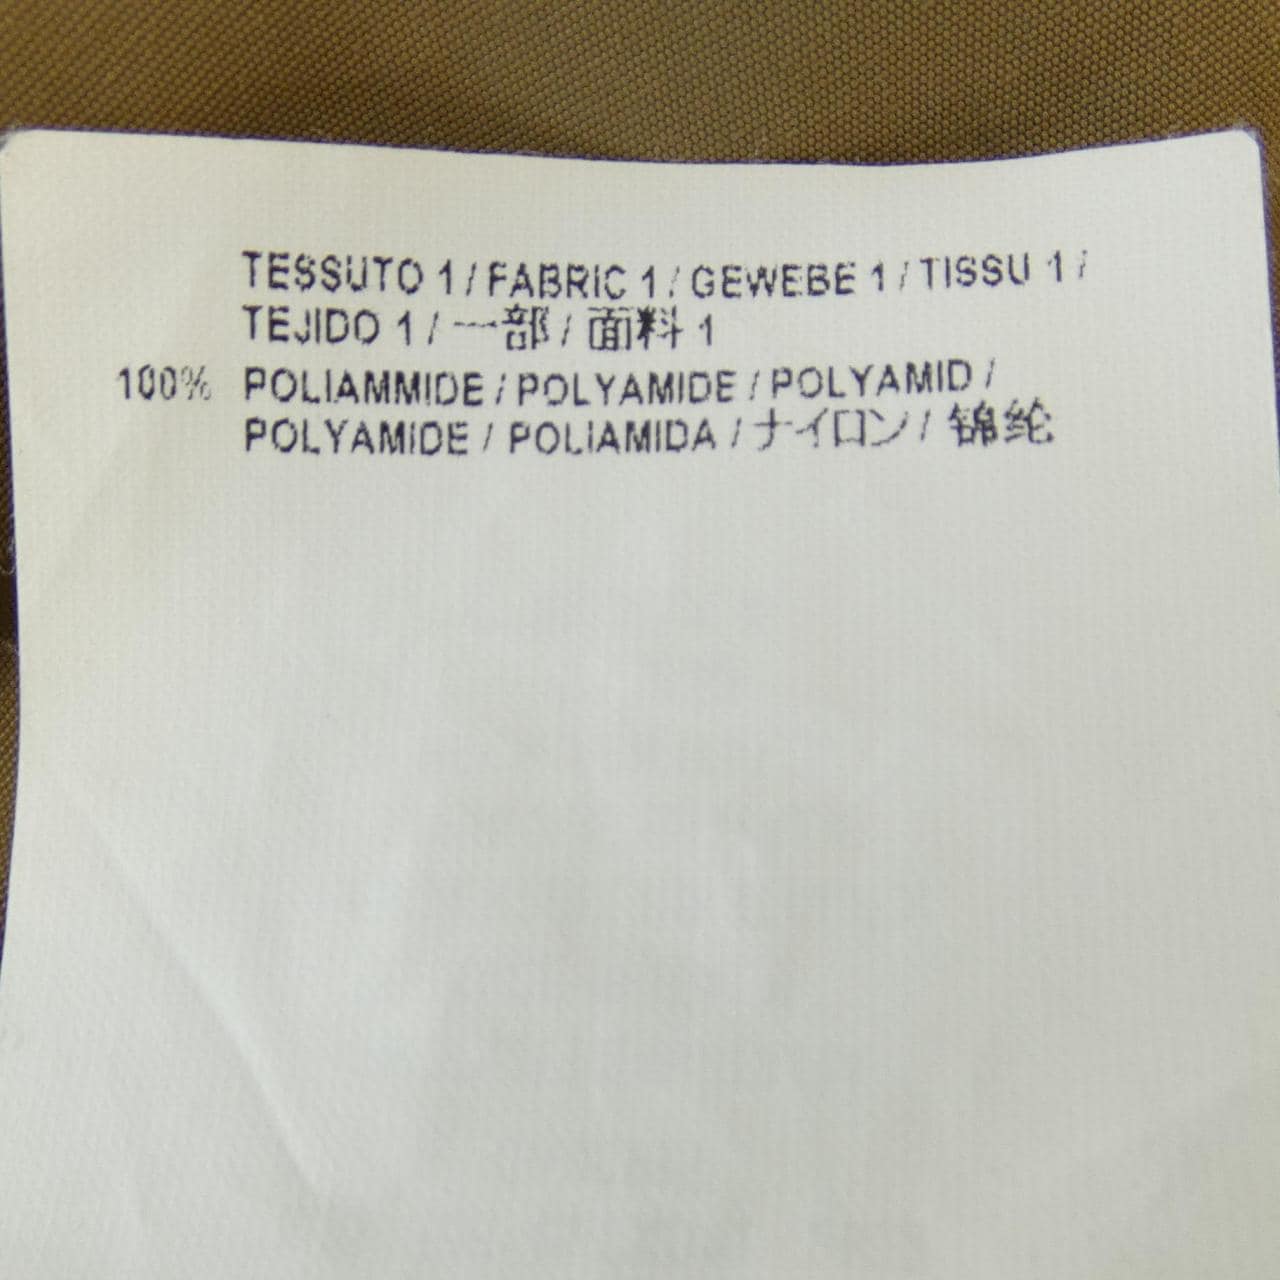 TESSUTO 1 / FABRIC 1 / GEWEBE 1 / TISSU 1 /
TEJIDO 1 / 一部 / 面料 1
100% POLIAMMIDE / POLYAMIDE / POLYAMID /
POLYAMIDE / POLIAMIDA / ナイロン / 锦纶